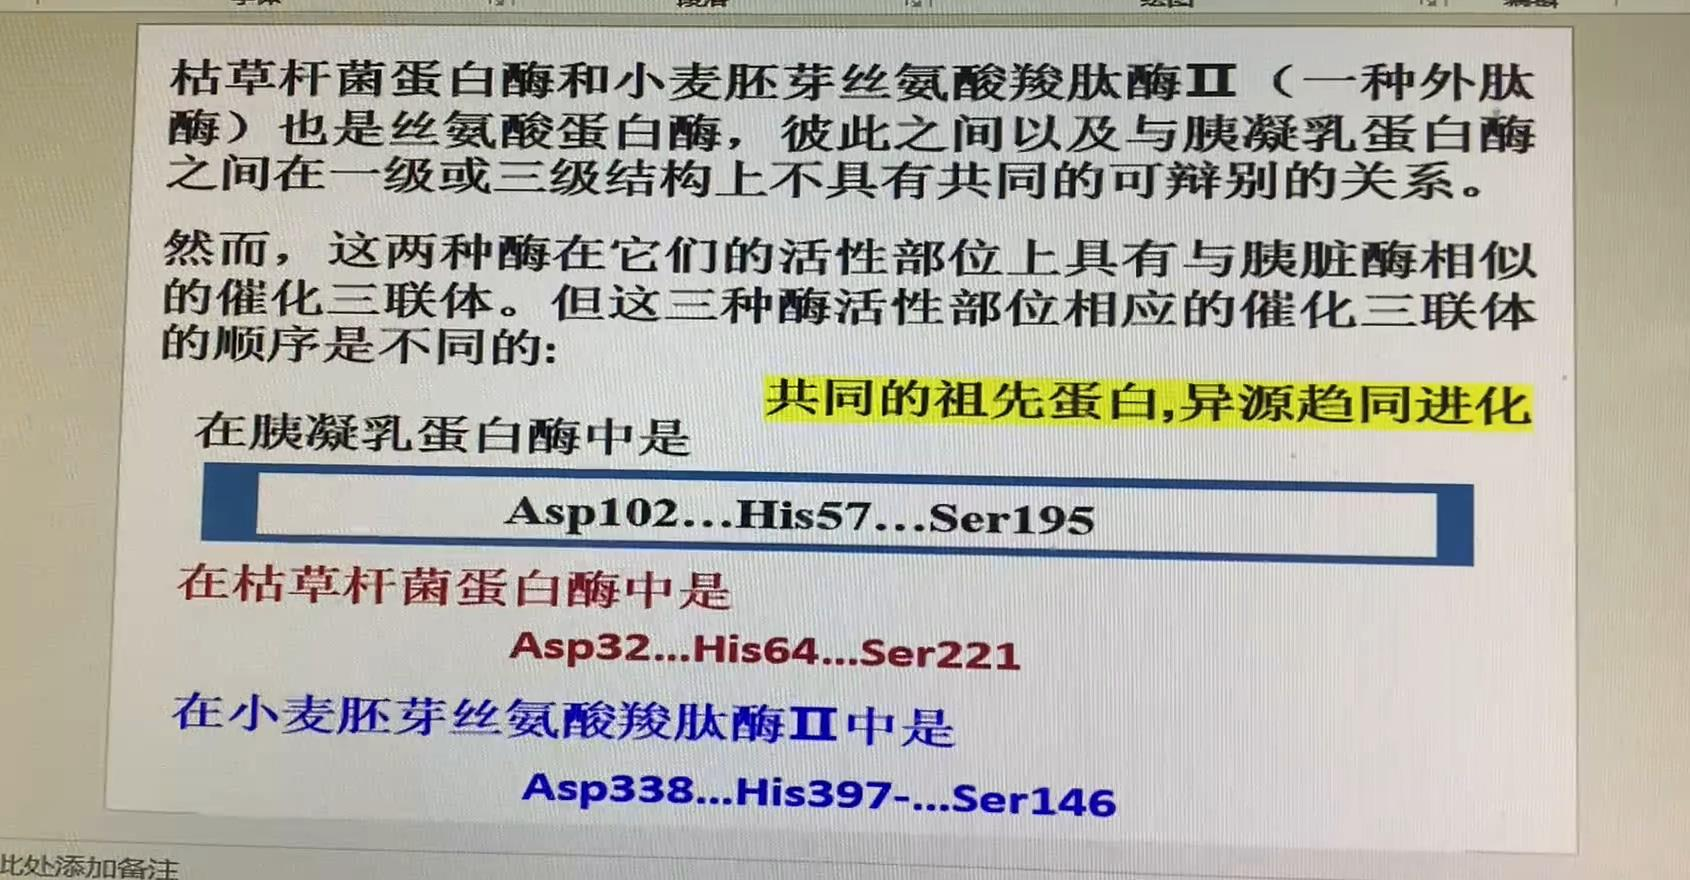 枯草杆菌蛋白酶和小麦胚芽丝氨酸羧肽酶II（一种外肽
酶）也是丝氨酸蛋白酶，彼此之间以及与胰凝乳蛋白酶
之间在一级或三级结构上不具有共同的可辩别的关系。
然而，这两种酶在它们的活性部位上具有与胰脏酶相似
的催化三联体。但这三种酶活性部位相应的催化三联体
的顺序是不同的:
共同的祖先蛋白,异源趋同进化
在胰凝乳蛋白酶中是
Asp102...His57...Ser195
在枯草杆菌蛋白酶中是
Asp32...His64...Ser221
在小麦胚芽丝氨酸羧肽酶II中是
Asp338...His397-...Ser146
此处添加备注